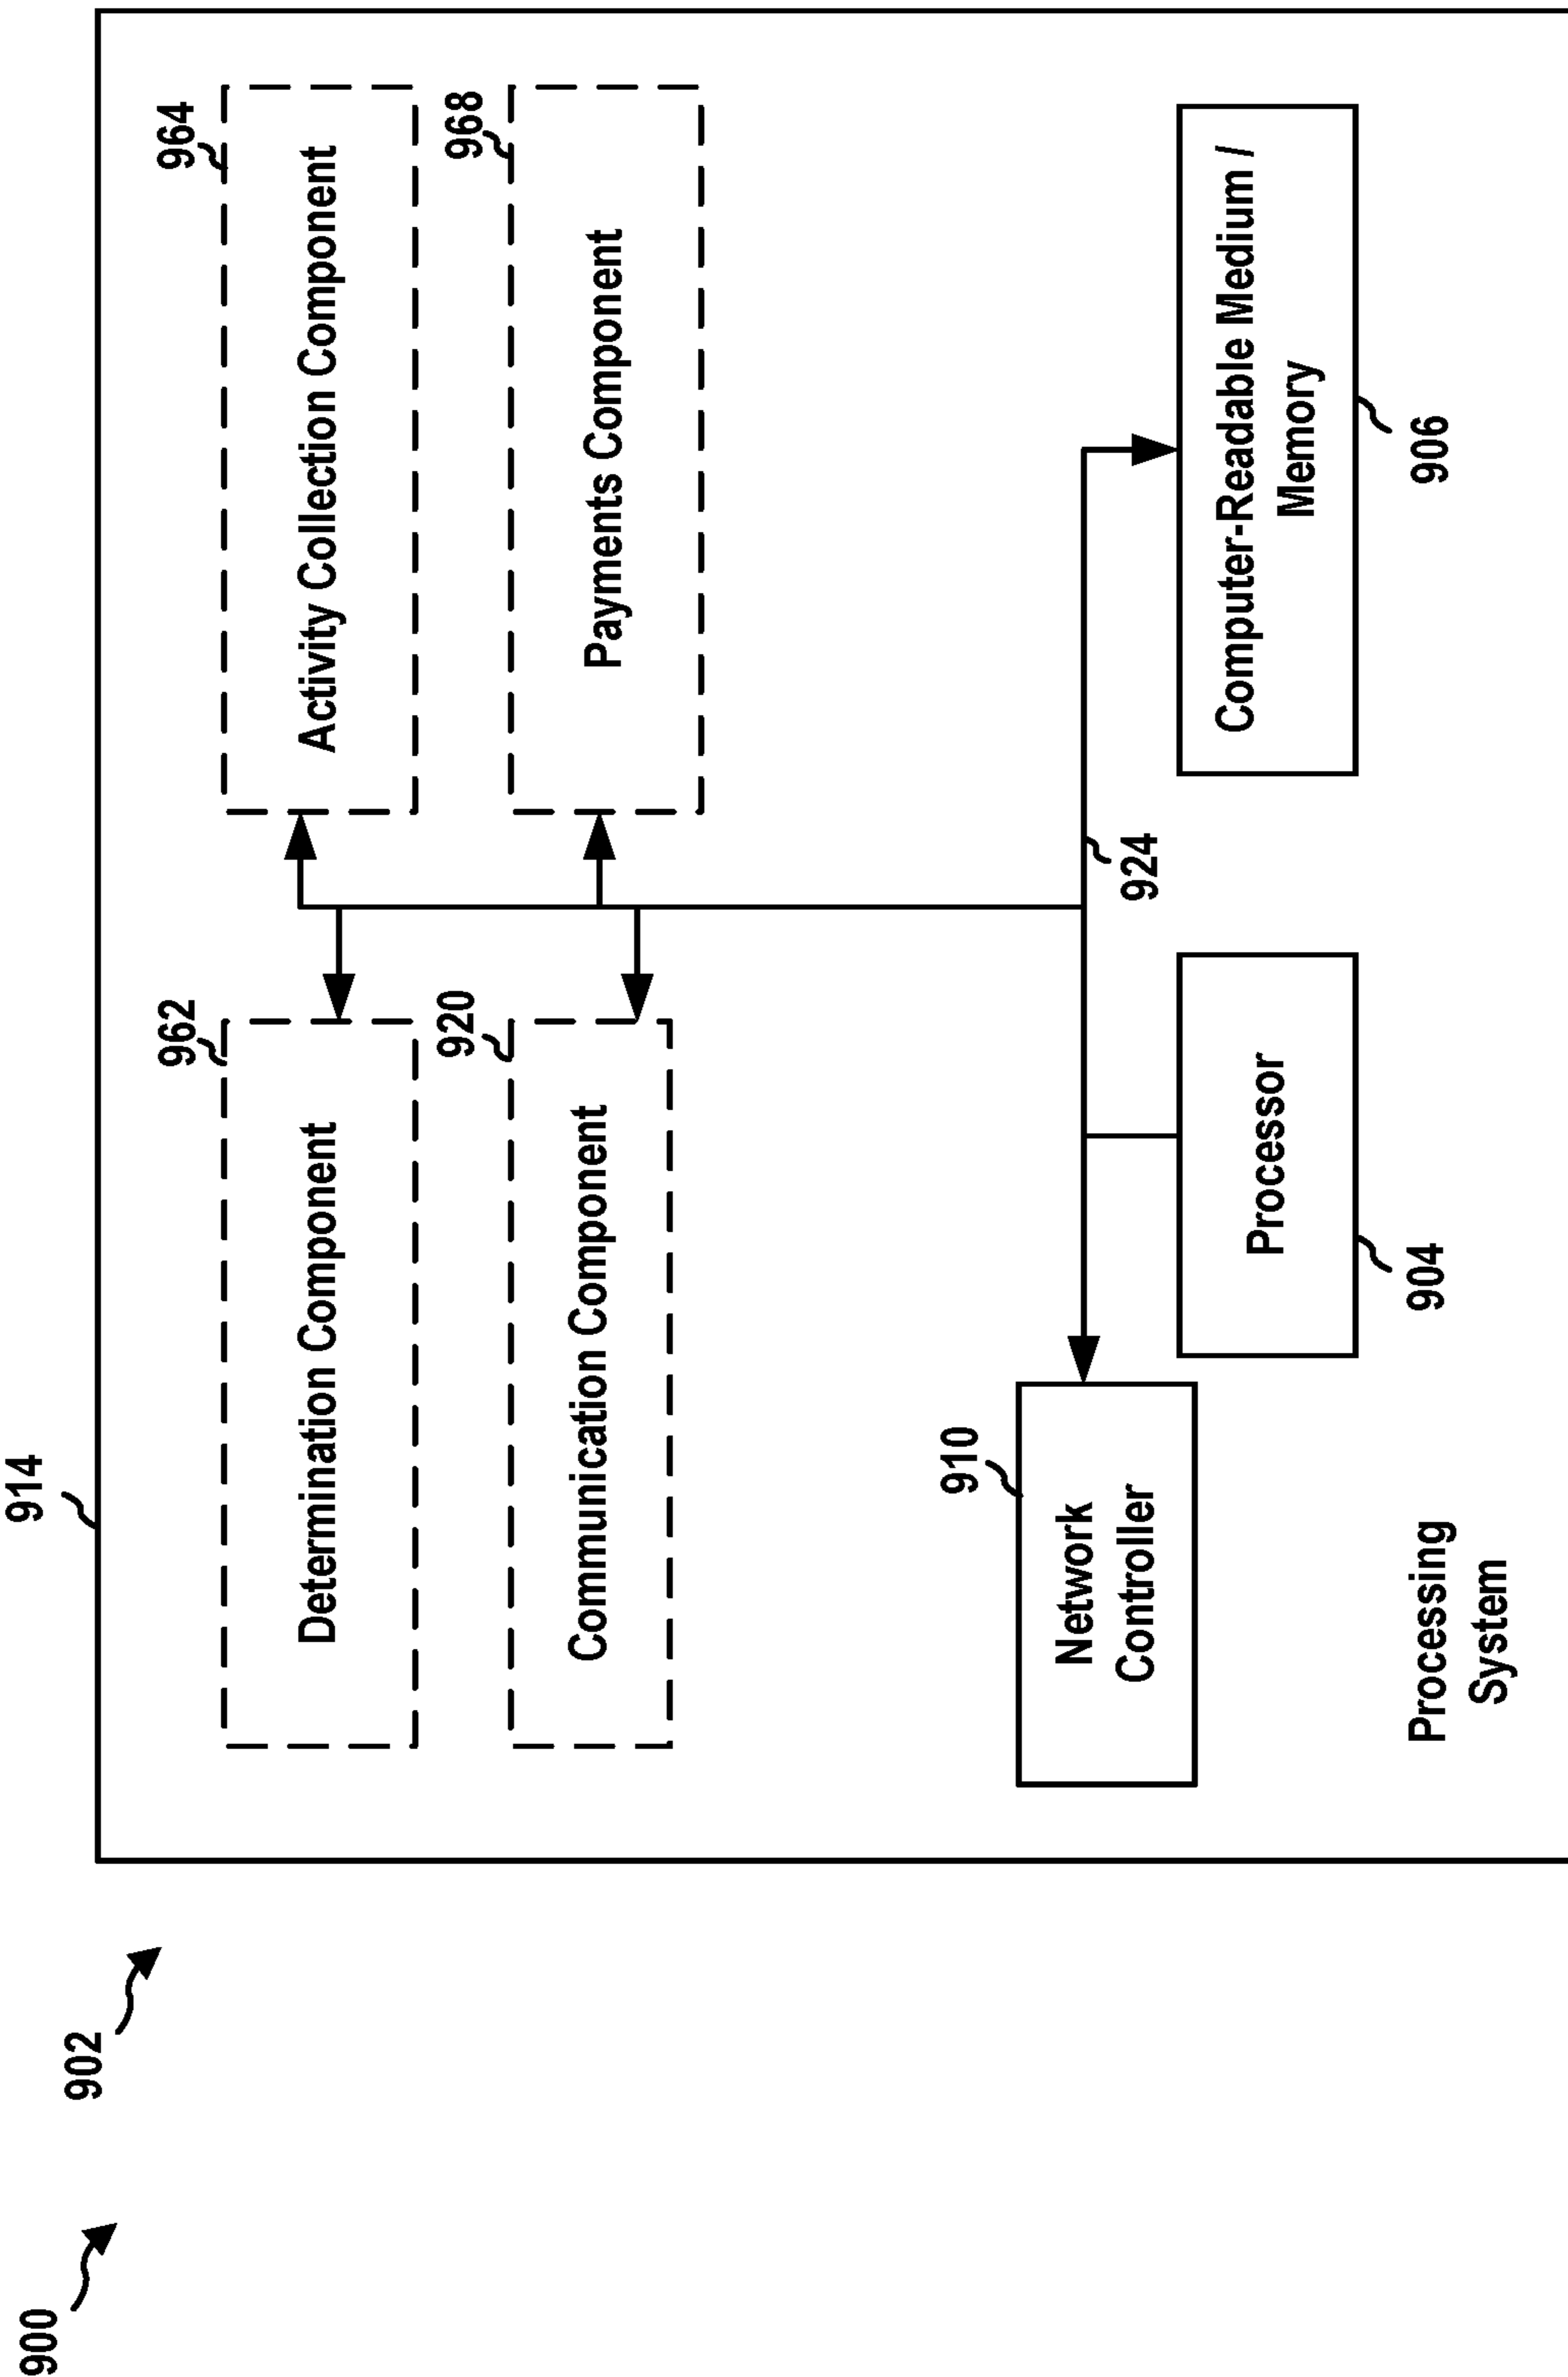 900
902
914
962
Determination Component
964
Activity Collection Component
920
Communication Component
968
Payments Component
910
Network
Controller
924
Processor
904
Computer-Readable Medium /
Memory
906
Processing
System